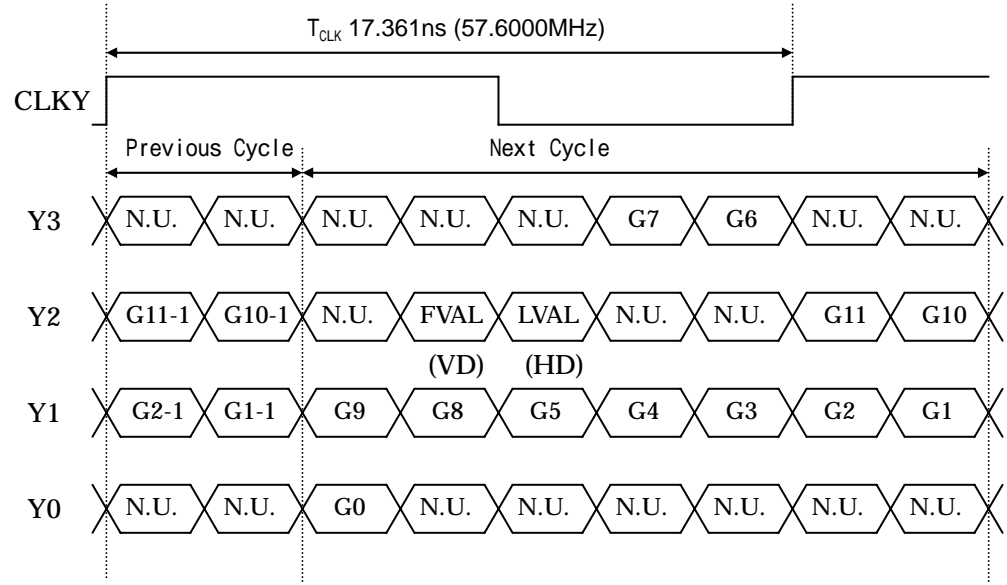 T_CLK 17.361ns (57.6000MHz)
CLKY
Previous Cycle Next Cycle
Y3 N.U. N.U. N.U. N.U. N.U. G7 G6 N.U. N.U.
Y2 G11-1 G10-1 N.U. FVAL LVAL N.U. N.U. G11 G10
(VD) (HD)
Y1 G2-1 G1-1 G9 G8 G5 G4 G3 G2 G1
Y0 N.U. N.U. G0 N.U. N.U. N.U. N.U. N.U. N.U.